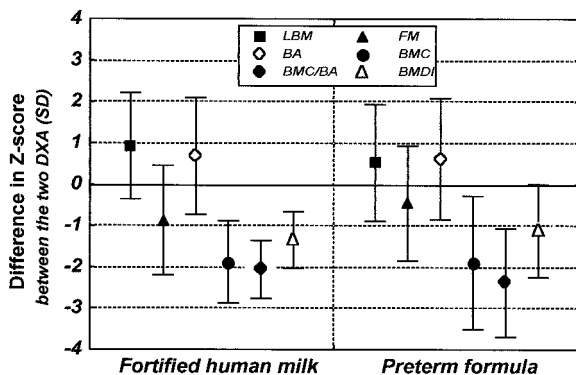 4
3
2
1
0
-1
-2
-3
-4
Difference in Z-score
between the two DXA (SD)
LBM
FM
BA
BMC
BMC/BA
BMDI
Fortified human milk
Preterm formula